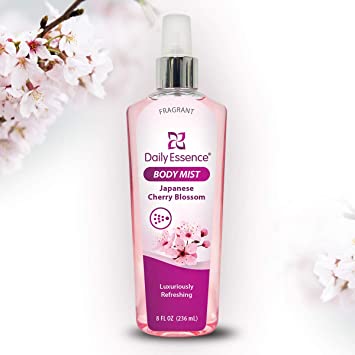 FRAGRANT
Daily Essence®
BODY MIST
Japanese
Cherry Blossom
Luxuriously
Refreshing
8 FL OZ (236 mL)